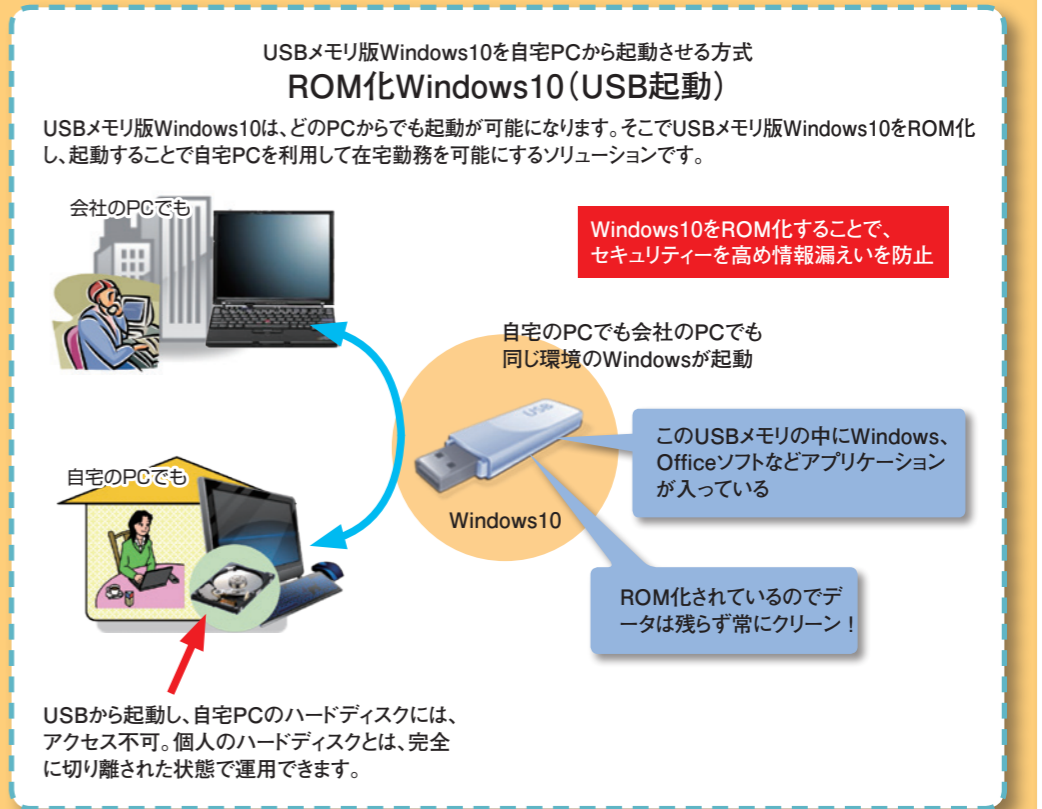 USBメモリ版Windows10を自宅PCから起動させる方式
ROM化Windows10（USB起動）
USBメモリ版Windows10は、どのPCからでも起動が可能になります。そこでUSBメモリ版Windows10をROM化
し、起動することで自宅PCを利用して在宅勤務を可能にするソリューションです。
会社のPCでも
Windows10をROM化することで、
セキュリティーを高め情報漏えいを防止
自宅のPCでも会社のPCでも
同じ環境のWindowsが起動
USB
このUSBメモリの中にWindows、
Officeソフトなどアプリケーション
が入っている
自宅のPCでも
Windows10
ROM化されているのでデ
ータは残らず常にクリーン！
USBから起動し、自宅PCのハードディスクには、
アクセス不可。個人のハードディスクとは、完全
に切り離された状態で運用できます。